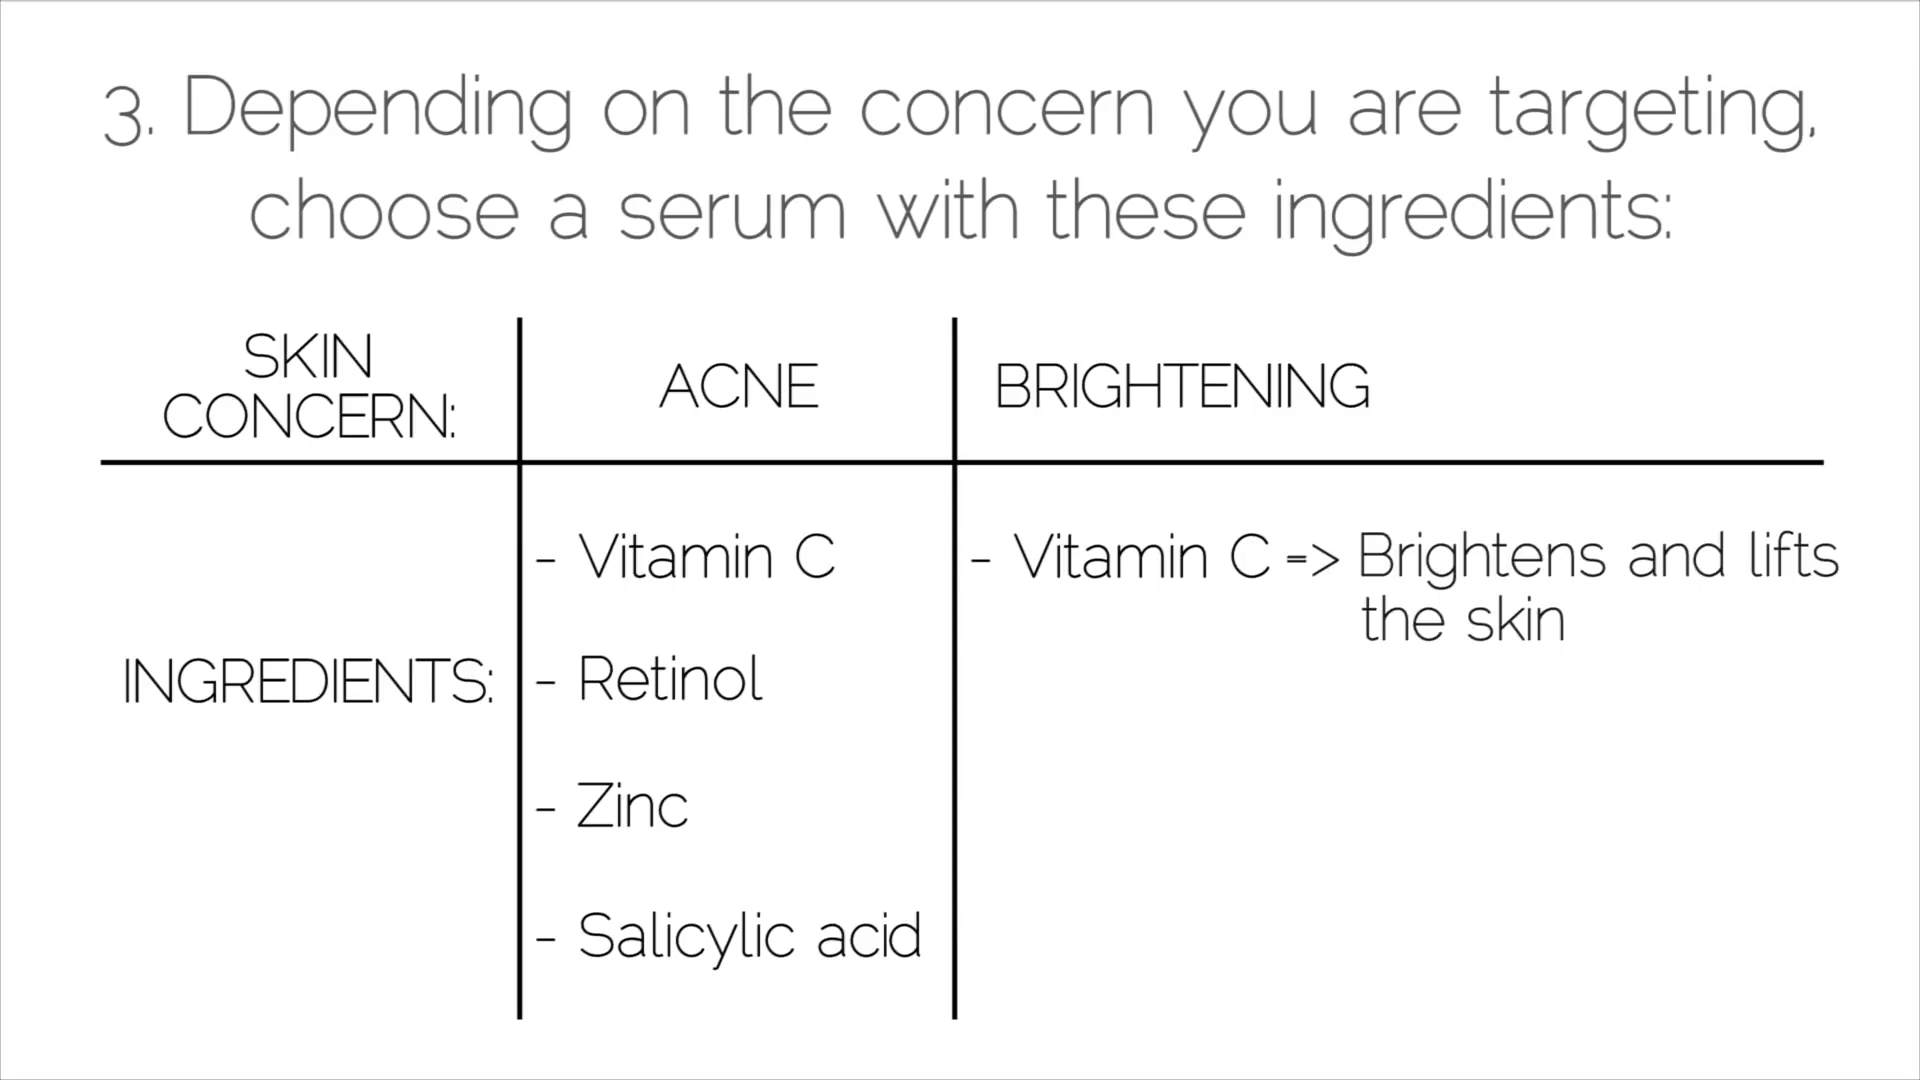 3. Depending on the concern you are targeting,
choose a serum with these ingredients:
SKIN
CONCERN:
ACNE
BRIGHTENING
INGREDIENTS:
- Vitamin C
- Retinol
- Zinc
- Salicylic acid
- Vitamin C => Brightens and lifts
the skin